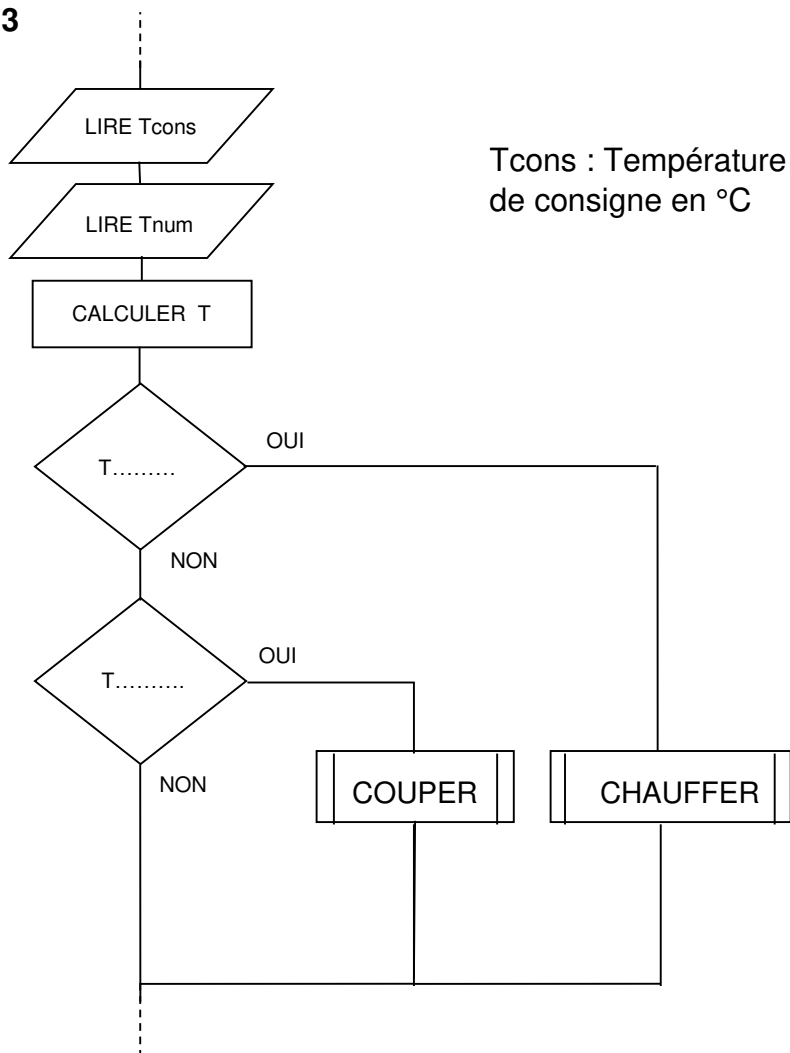 3
LIRE Tcons
Tcons : Température
de consigne en °C
LIRE Tnum
CALCULER T
T.........
OUI
NON
T..........
OUI
NON
COUPER
CHAUFFER